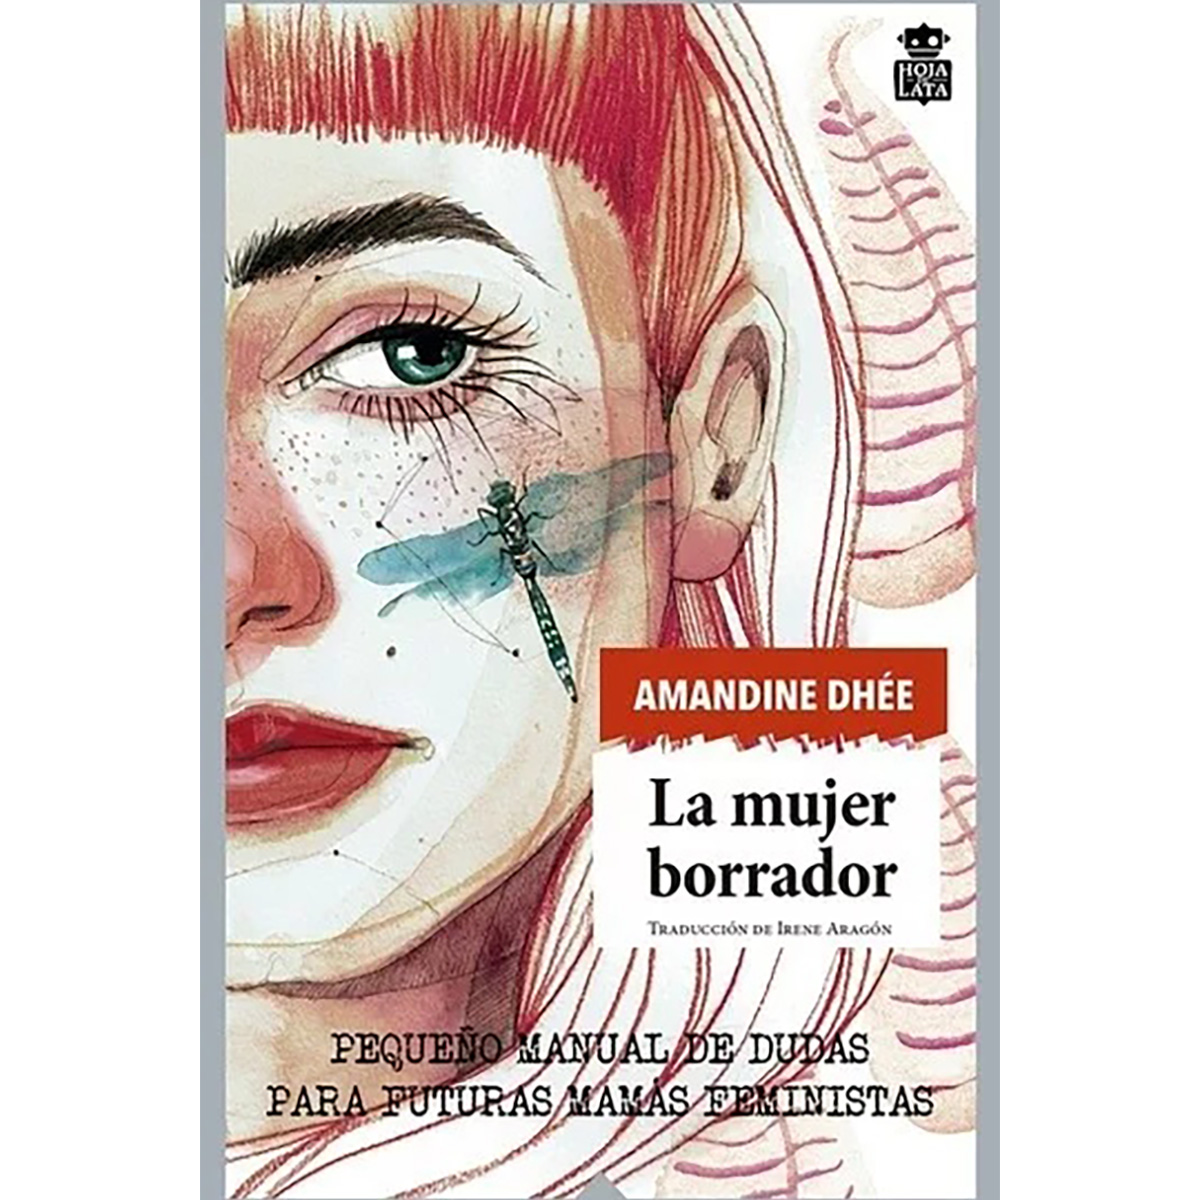 HOJA
DE
LATA
AMANDINE DHÉE
La mujer
borrador
TRADUCCIÓN DE IRENE ARAGÓN
PEQUEÑO MANUAL DE DUDAS
PARA FUTURAS MAMÁS FEMINISTAS